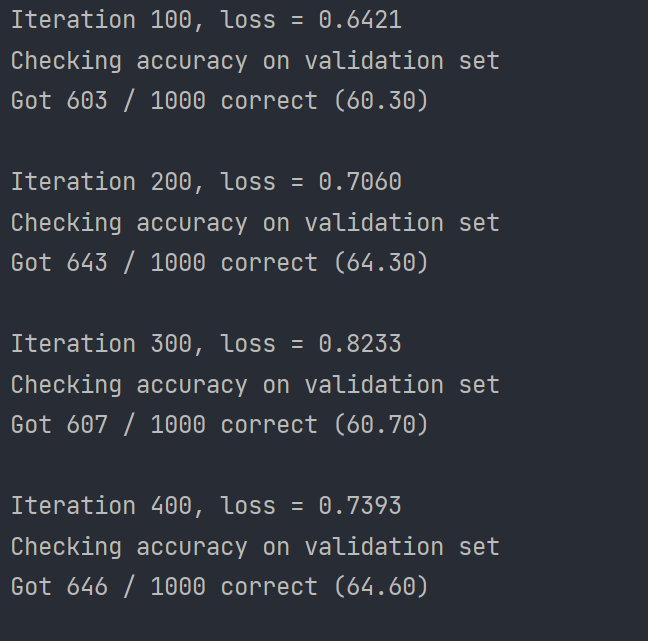 Iteration 100, loss = 0.6421
Checking accuracy on validation set
Got 603 / 1000 correct (60.30)
Iteration 200, loss = 0.7060
Checking accuracy on validation set
Got 643 / 1000 correct (64.30)
Iteration 300, loss = 0.8233
Checking accuracy on validation set
Got 607 / 1000 correct (60.70)
Iteration 400, loss = 0.7393
Checking accuracy on validation set
Got 646 / 1000 correct (64.60)